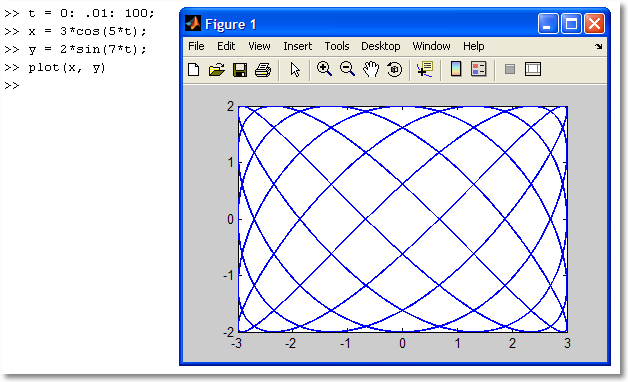 >> t = 0: .01: 100;
>> x = 3*cos(5*t);
>> y = 2*sin(7*t);
>> plot(x, y)
>>
Figure 1
File Edit View Insert Tools Desktop Window Help
2
1
0
-1
-2
-3 -2 -1 0 1 2 3